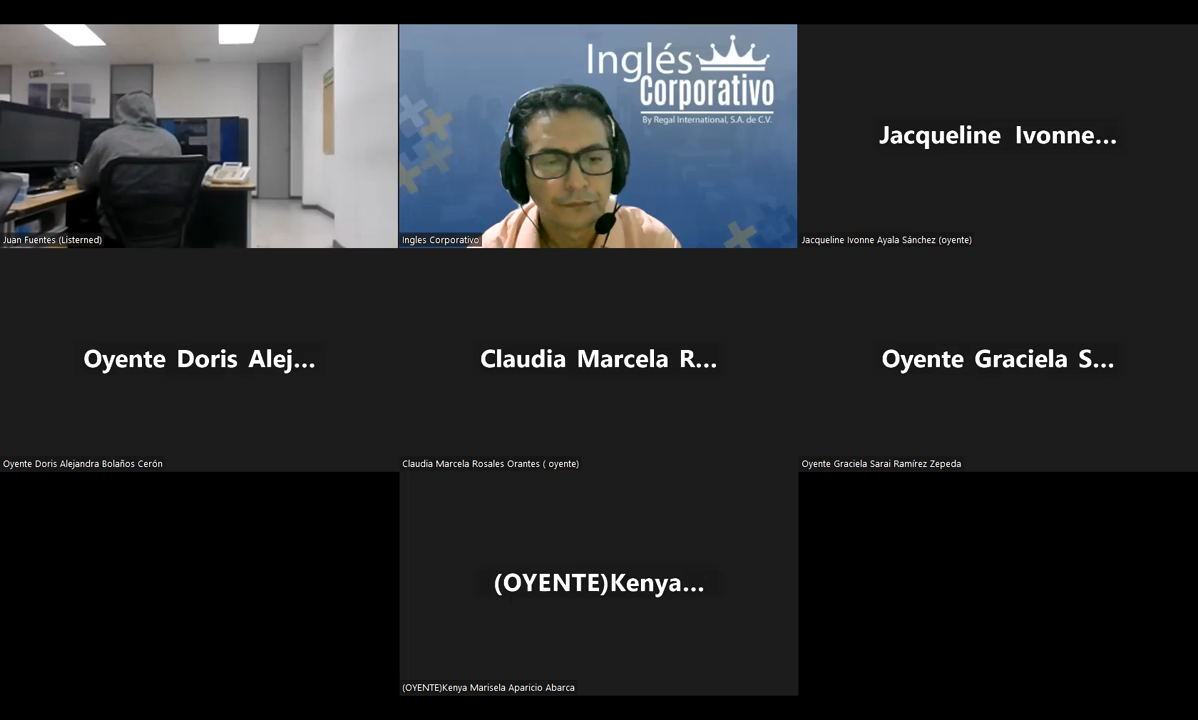 Inglés
Corporativo
By Regal International, S.A. de C.V.
Jacqueline Ivonne...
Juan Fuentes (Listerned)
Ingles Corporativo
Jacqueline Ivonne Ayala Sánchez (oyente)
Oyente Doris Alej...
Claudia Marcela R...
Oyente Graciela S...
Oyente Doris Alejandra Bolaños Cerón
Claudia Marcela Rosales Orantes ( oyente)
Oyente Graciela Sarai Ramírez Zepeda
(OYENTE)Kenya...
(OYENTE)Kenya Marisela Aparicio Abarca